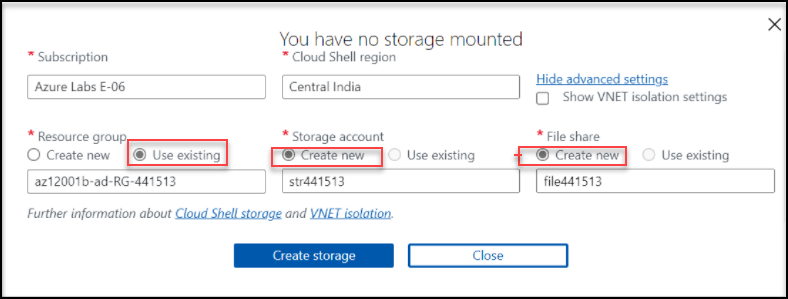 You have no storage mounted
* Subscription
* Cloud Shell region
Azure Labs E-06
Central India
Hide advanced settings
Show VNET isolation settings
* Resource group
* Storage account
* File share
Create new
Use existing
Create new
Use existing
Create new
Use existing
az12001b-ad-RG-441513
str441513
file441513
Further information about Cloud Shell storage and VNET isolation.
Create storage
Close